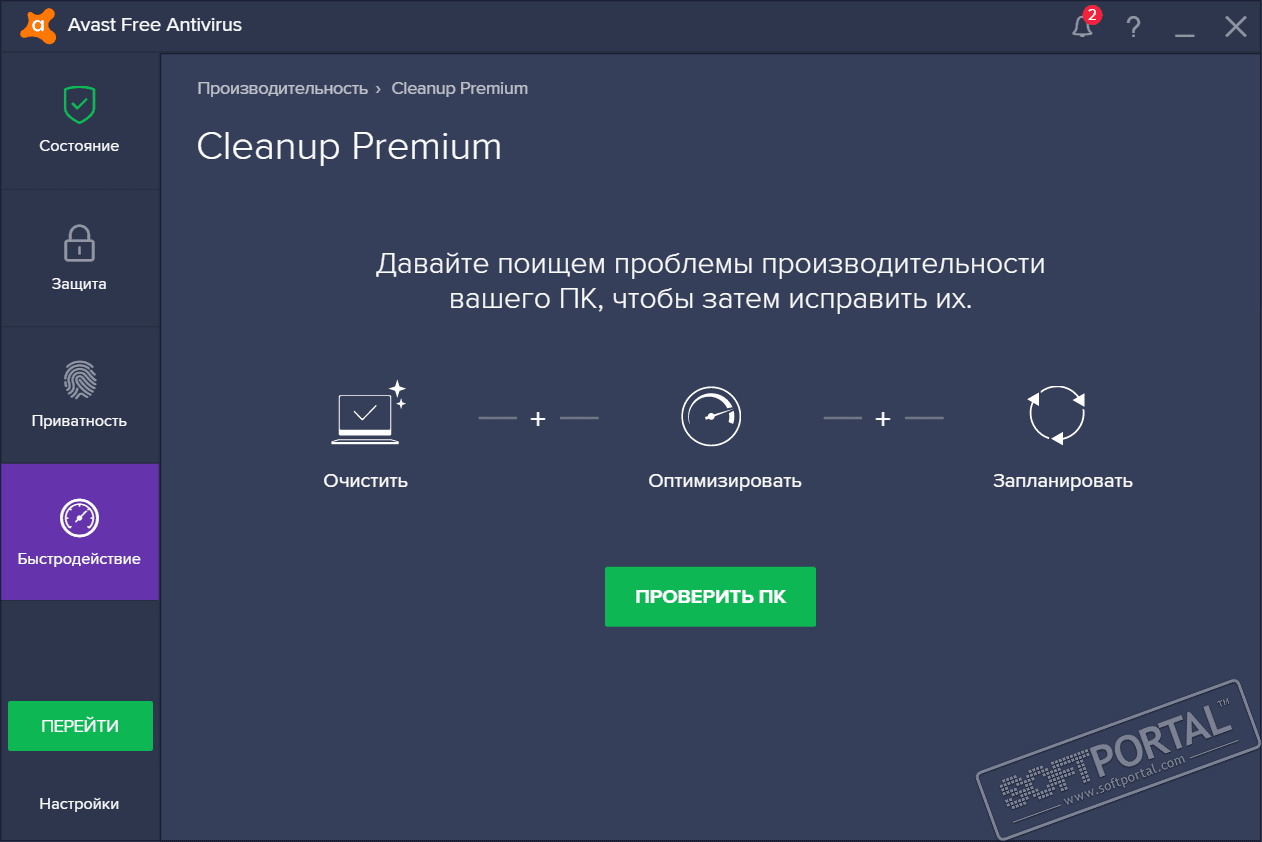 Avast Free Antivirus
2
Состояние
Защита
Приватность
Быстродействие
ПЕРЕЙТИ
Настройки
Производительность › Cleanup Premium
Cleanup Premium
Давайте поищем проблемы производительности
вашего ПК, чтобы затем исправить их.
Очистить + Оптимизировать + Запланировать
ПРОВЕРИТЬ ПК
SOFTPORTAL™
www.softportal.com